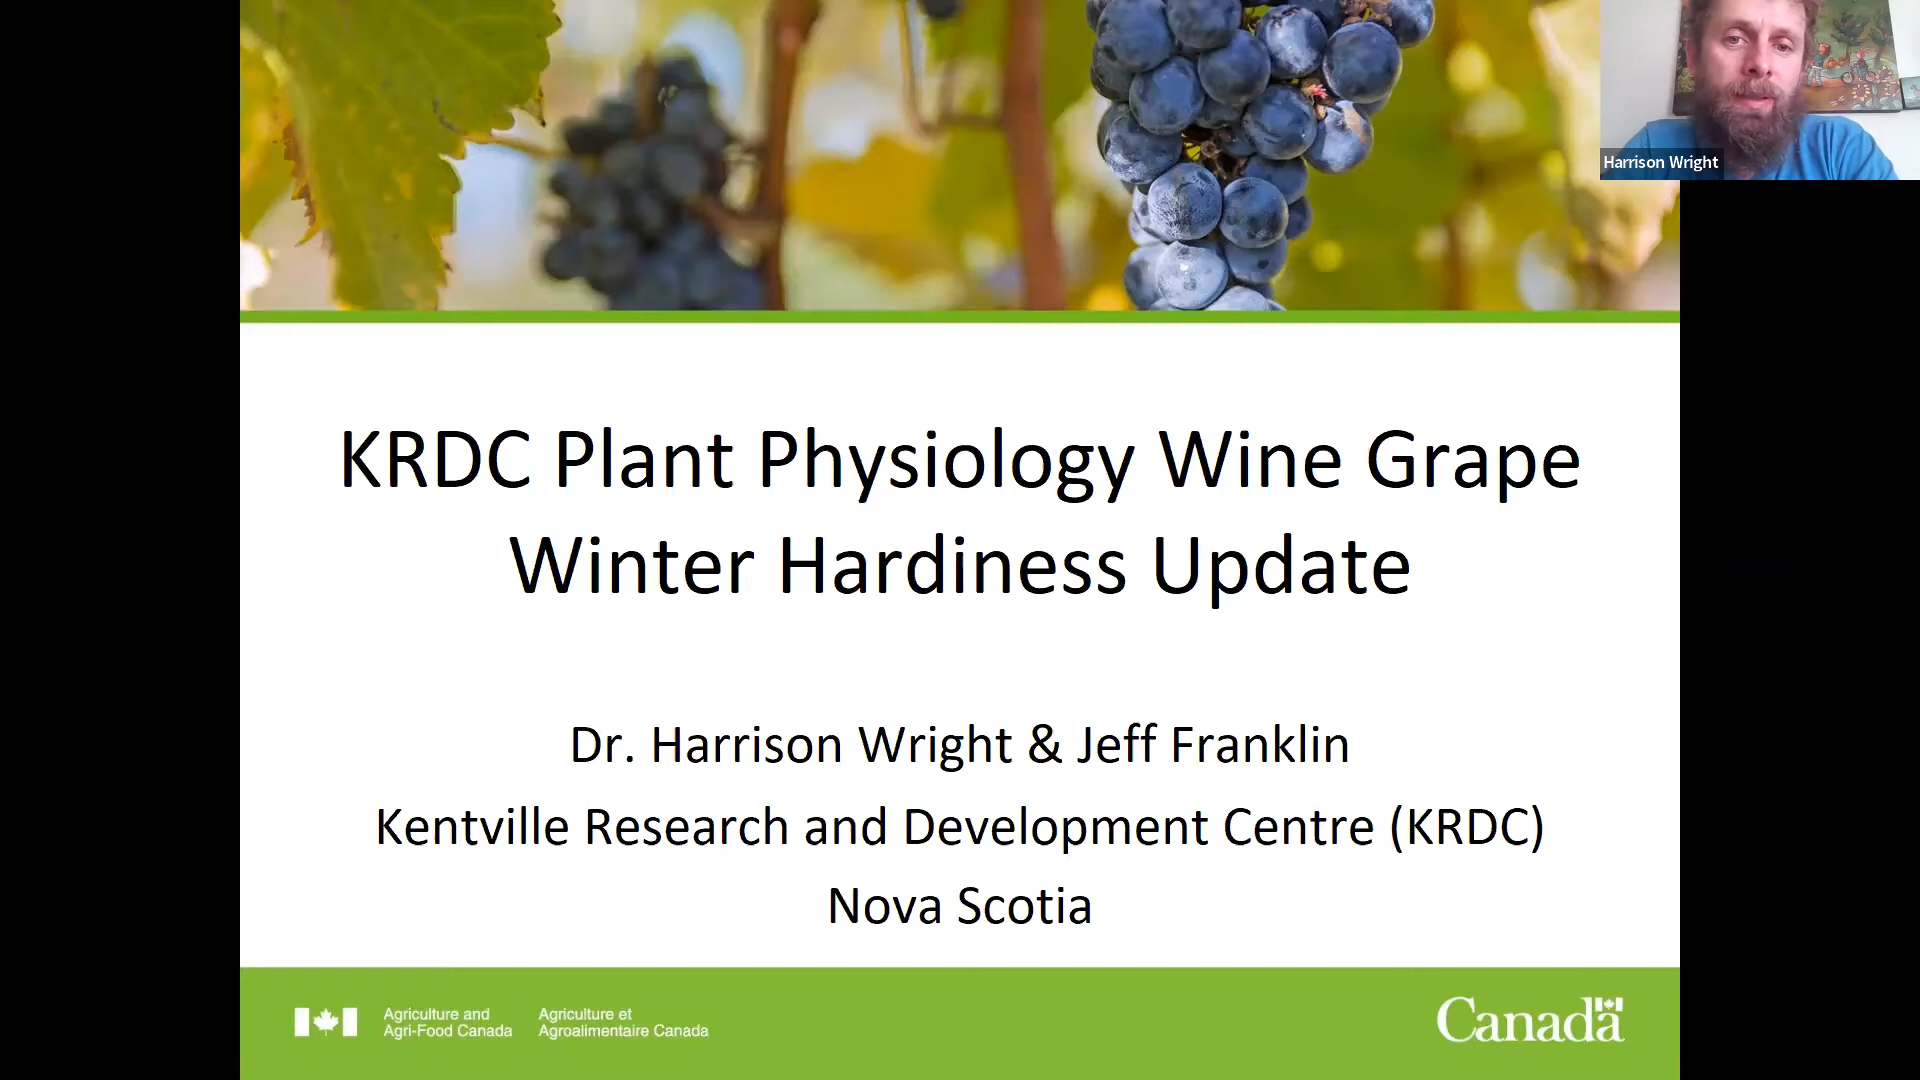 Harrison Wright
KRDC Plant Physiology Wine Grape
Winter Hardiness Update
Dr. Harrison Wright & Jeff Franklin
Kentville Research and Development Centre (KRDC)
Nova Scotia
Agriculture and
Agri-Food Canada
Agriculture et
Agroalimentaire Canada
Canada